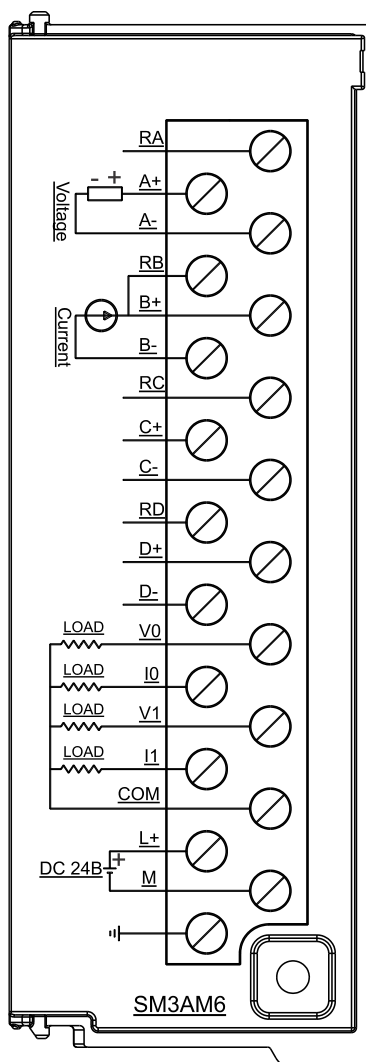 RA
- +
A+
A-
Voltage
RB
B+
B-
Current
RC
C+
C-
RD
D+
D-
LOAD
V0
LOAD
I0
LOAD
V1
LOAD
I1
COM
L+
+
DC 24B
M
SM3AM6